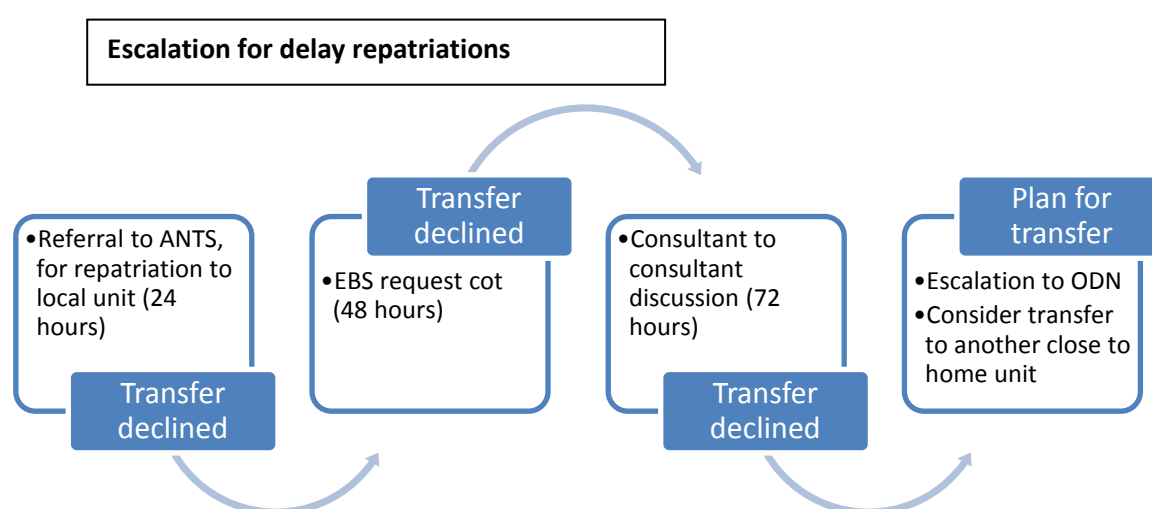 Escalation for delay repatriations
•Referral to ANTS,
for repatriation to
local unit (24
hours)
Transfer
declined
Transfer
declined
•EBS request cot
(48 hours)
•Consultant to
consultant
discussion (72
hours)
Transfer
declined
Plan for
transfer
•Escalation to ODN
•Consider transfer
to another close to
home unit